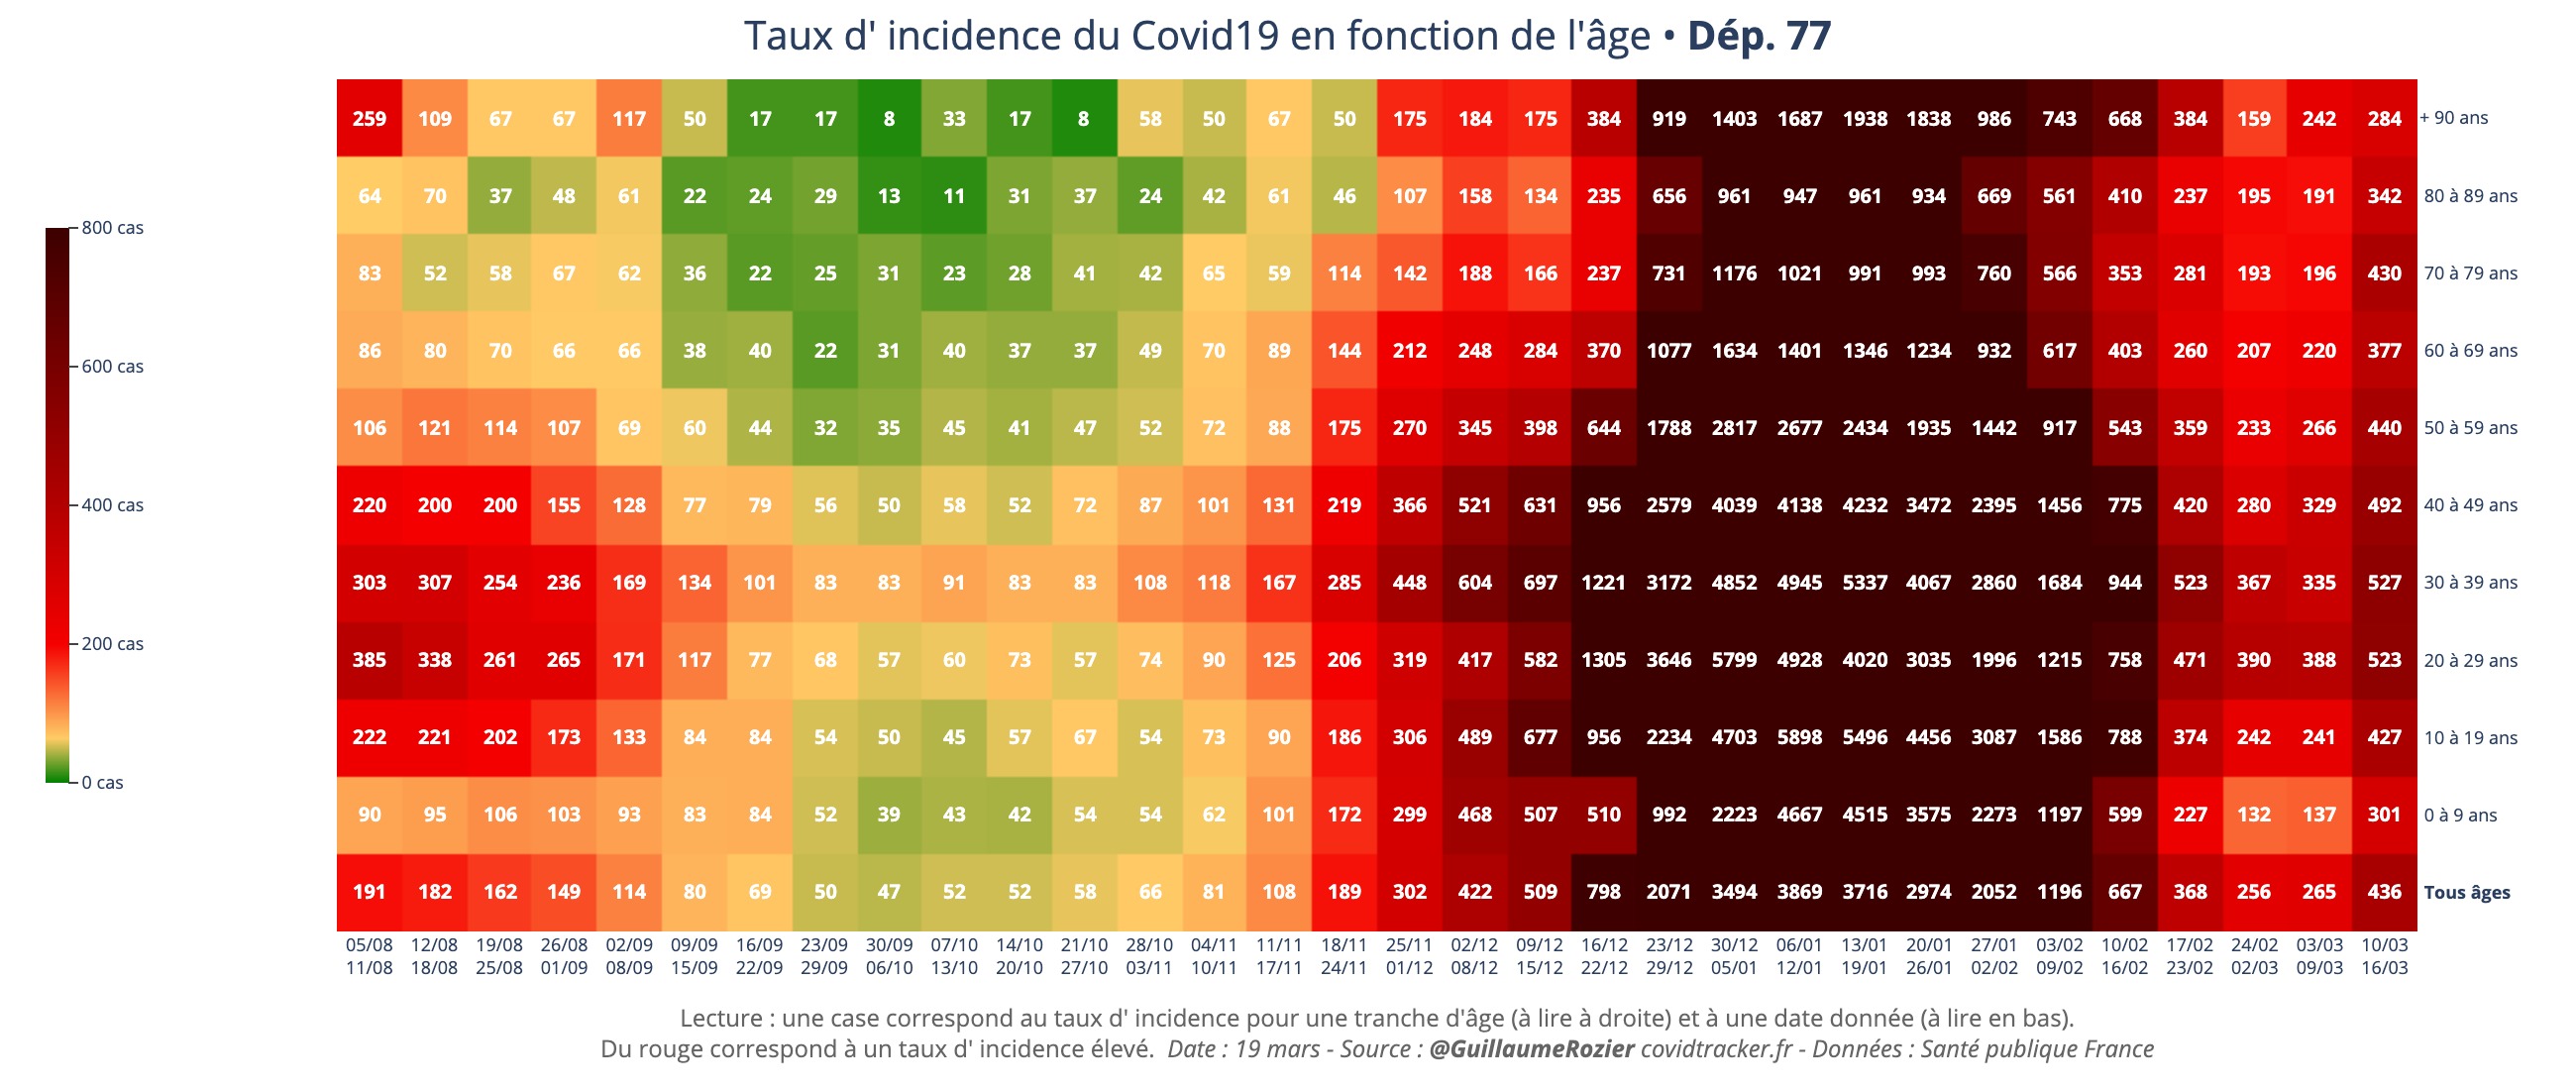 Taux d' incidence du Covid19 en fonction de l'âge • Dép. 77
259 109 67 67 117 50 17 17 8 33 17 8 58 50 67 50 175 184 175 384 919 1403 1687 1938 1838 986 743 668 384 159 242 284 + 90 ans
64 70 37 48 61 22 24 29 13 11 31 37 24 42 61 46 107 158 134 235 656 961 947 961 934 669 561 410 237 195 191 342 80 à 89 ans
83 52 58 67 62 36 22 25 31 23 28 41 42 65 59 114 142 188 166 237 731 1176 1021 991 993 760 566 353 281 193 196 430 70 à 79 ans
86 80 70 66 66 38 40 22 31 40 37 37 49 70 89 144 212 248 284 370 1077 1634 1401 1346 1234 932 617 403 260 207 220 377 60 à 69 ans
106 121 114 107 69 60 44 32 35 45 41 47 52 72 88 175 270 345 398 644 1788 2817 2677 2434 1935 1442 917 543 359 233 266 440 50 à 59 ans
220 200 200 155 128 77 79 56 50 58 52 72 87 101 131 219 366 521 631 956 2579 4039 4138 4232 3472 2395 1456 775 420 280 329 492 40 à 49 ans
303 307 254 236 169 134 101 83 83 91 83 83 108 118 167 285 448 604 697 1221 3172 4852 4945 5337 4067 2860 1684 944 523 367 335 527 30 à 39 ans
385 338 261 265 171 117 77 68 57 60 73 57 74 90 125 206 319 417 582 1305 3646 5799 4928 4020 3035 1996 1215 758 471 390 388 523 20 à 29 ans
222 221 202 173 133 84 84 54 50 45 57 67 54 73 90 186 306 489 677 956 2234 4703 5898 5496 4456 3087 1586 788 374 242 241 427 10 à 19 ans
90 95 106 103 93 83 84 52 39 43 42 54 54 62 101 172 299 468 507 510 992 2223 4667 4515 3575 2273 1197 599 227 132 137 301 0 à 9 ans
191 182 162 149 114 80 69 50 47 52 52 58 66 81 108 189 302 422 509 798 2071 3494 3869 3716 2974 2052 1196 667 368 256 265 436 Tous âges
05/08 12/08 19/08 26/08 02/09 09/09 16/09 23/09 30/09 07/10 14/10 21/10 28/10 04/11 11/11 18/11 25/11 02/12 09/12 16/12 23/12 30/12 06/01 13/01 20/01 27/01 03/02 10/02 17/02 24/02 03/03 10/03
11/08 18/08 25/08 01/09 08/09 15/09 22/09 29/09 06/10 13/10 20/10 27/10 03/11 10/11 17/11 24/11 01/12 08/12 15/12 22/12 29/12 05/01 12/01 19/01 26/01 02/02 09/02 16/02 23/02 02/03 09/03 16/03
800 cas
600 cas
400 cas
200 cas
0 cas
Lecture : une case correspond au taux d' incidence pour une tranche d'âge (à lire à droite) et à une date donnée (à lire en bas).
Du rouge correspond à un taux d' incidence élevé. Date : 19 mars - Source : @GuillaumeRozier covidtracker.fr - Données : Santé publique France